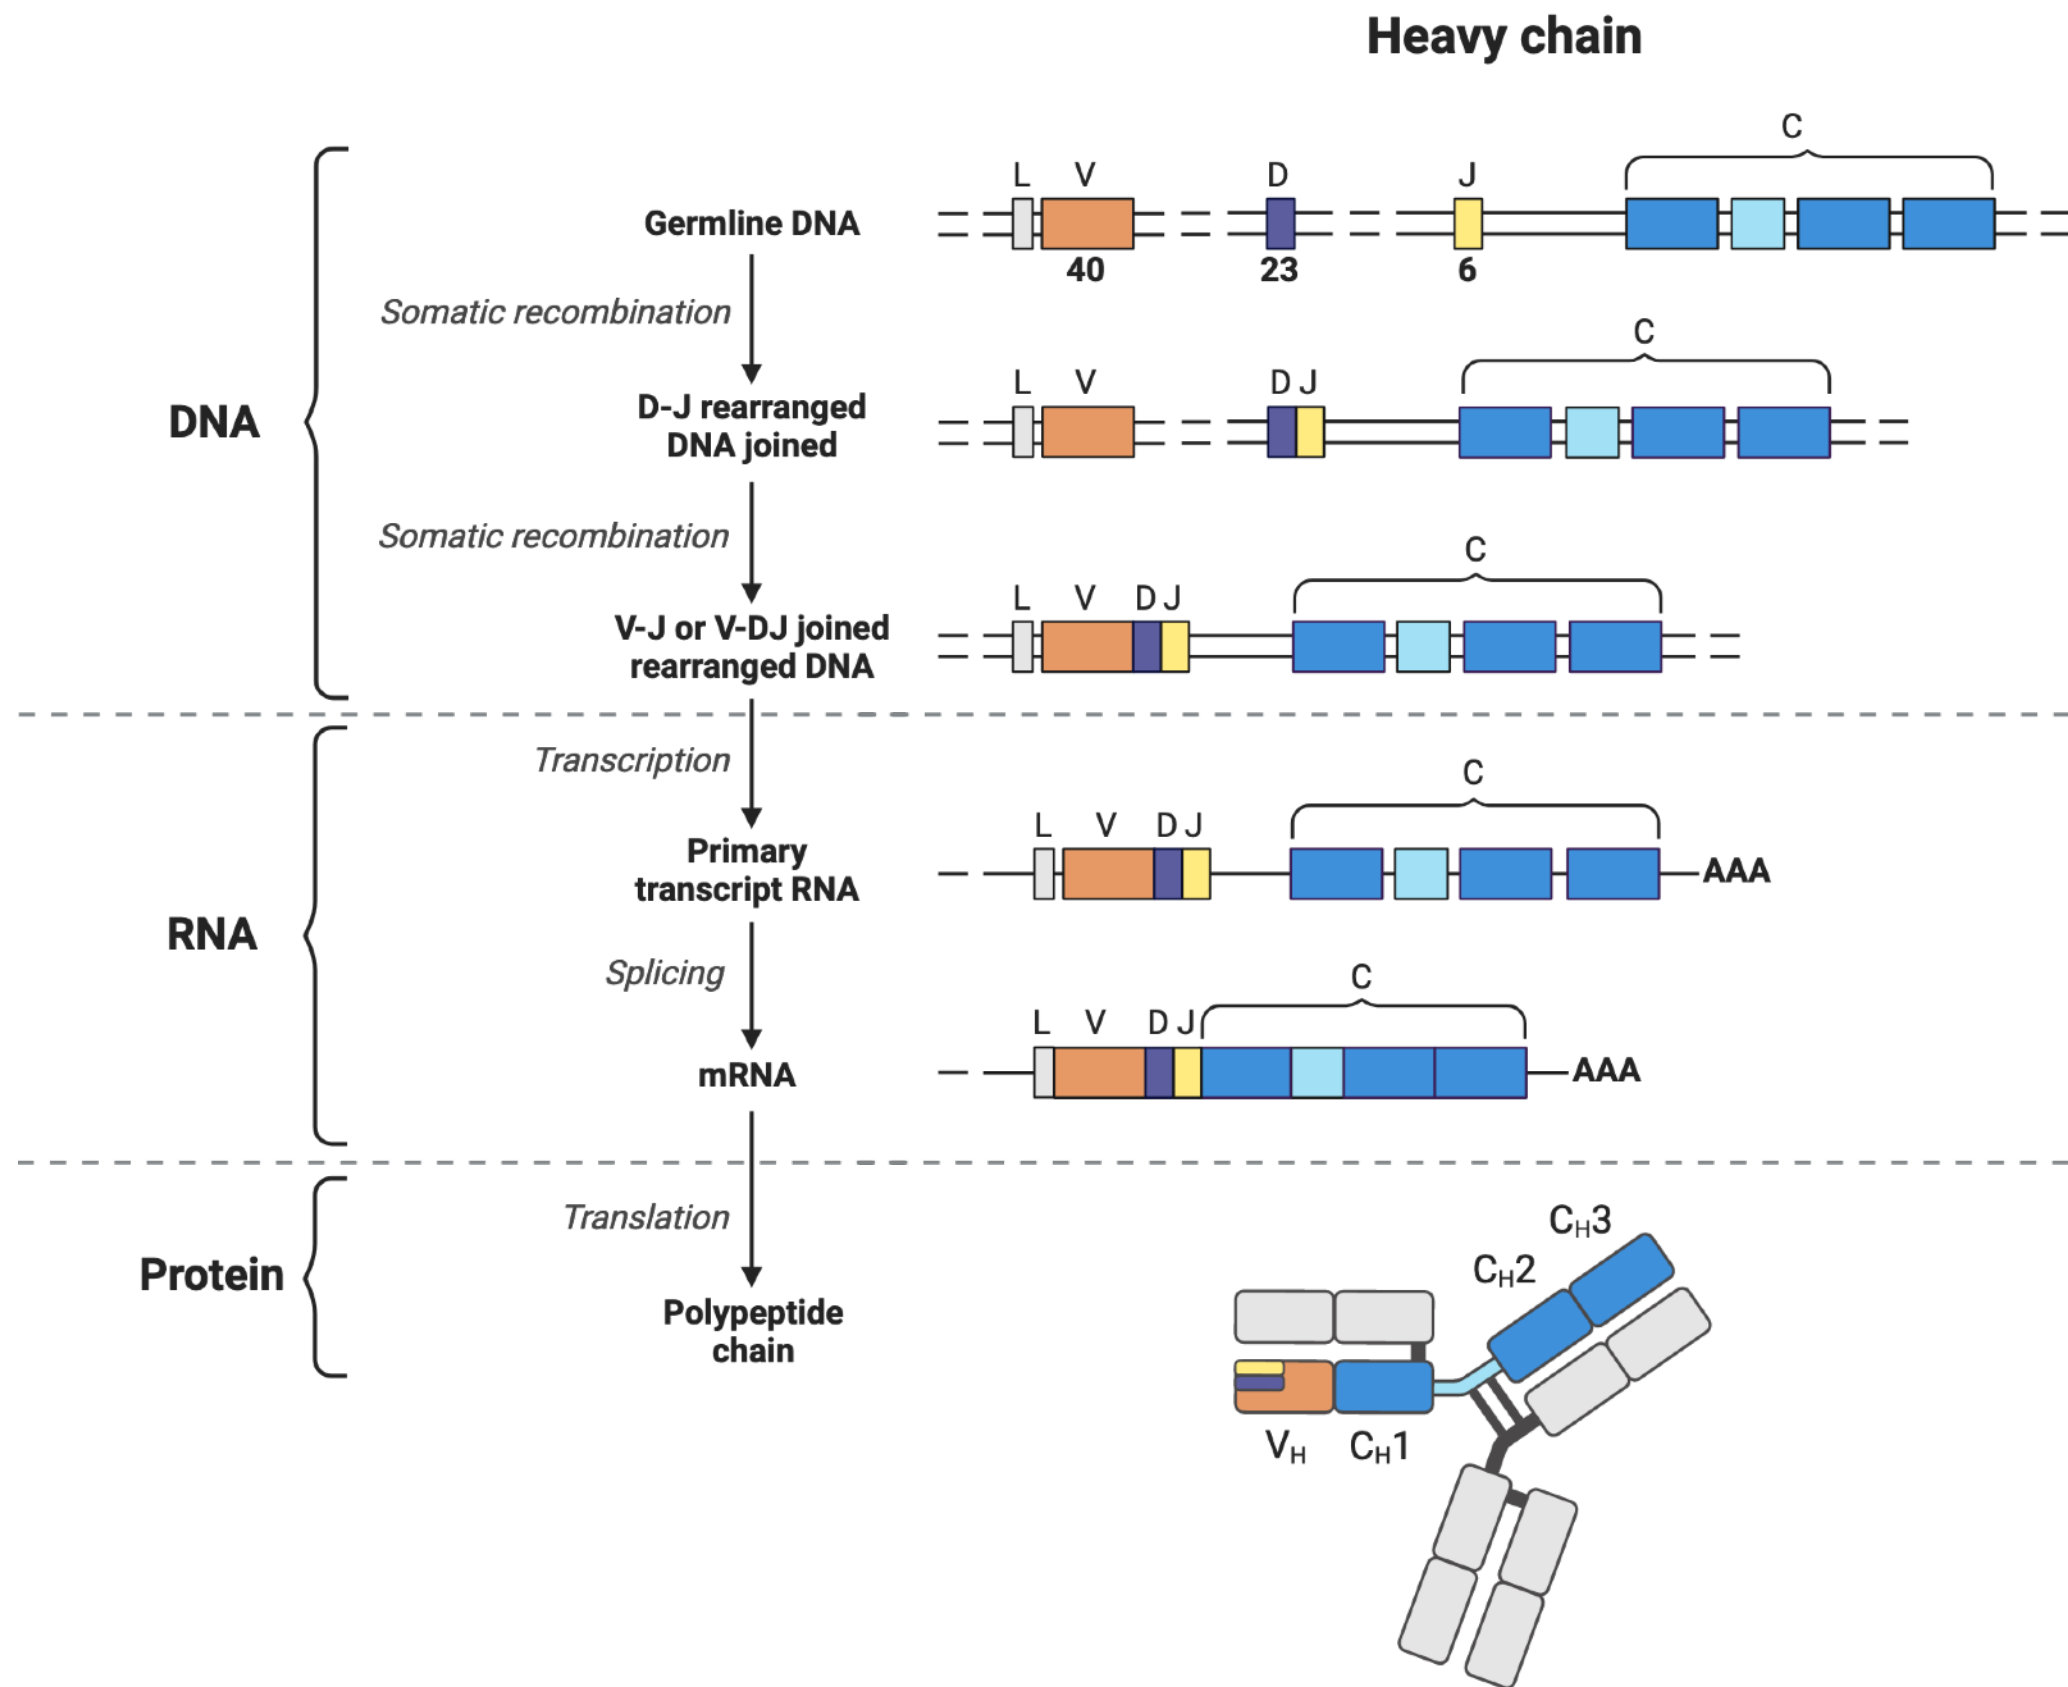 Heavy chain
C
L V D J
Germline DNA
40 23 6
Somatic recombination
C
L V D J
D-J rearranged
DNA joined
DNA
Somatic recombination
C
L V D J
V-J or V-DJ joined
rearranged DNA
Transcription
C
L V D J
Primary
transcript RNA
AAA
RNA
Splicing
C
L V D J
mRNA
AAA
Translation
Protein
Polypeptide
chain
CH3
CH2
VH CH1